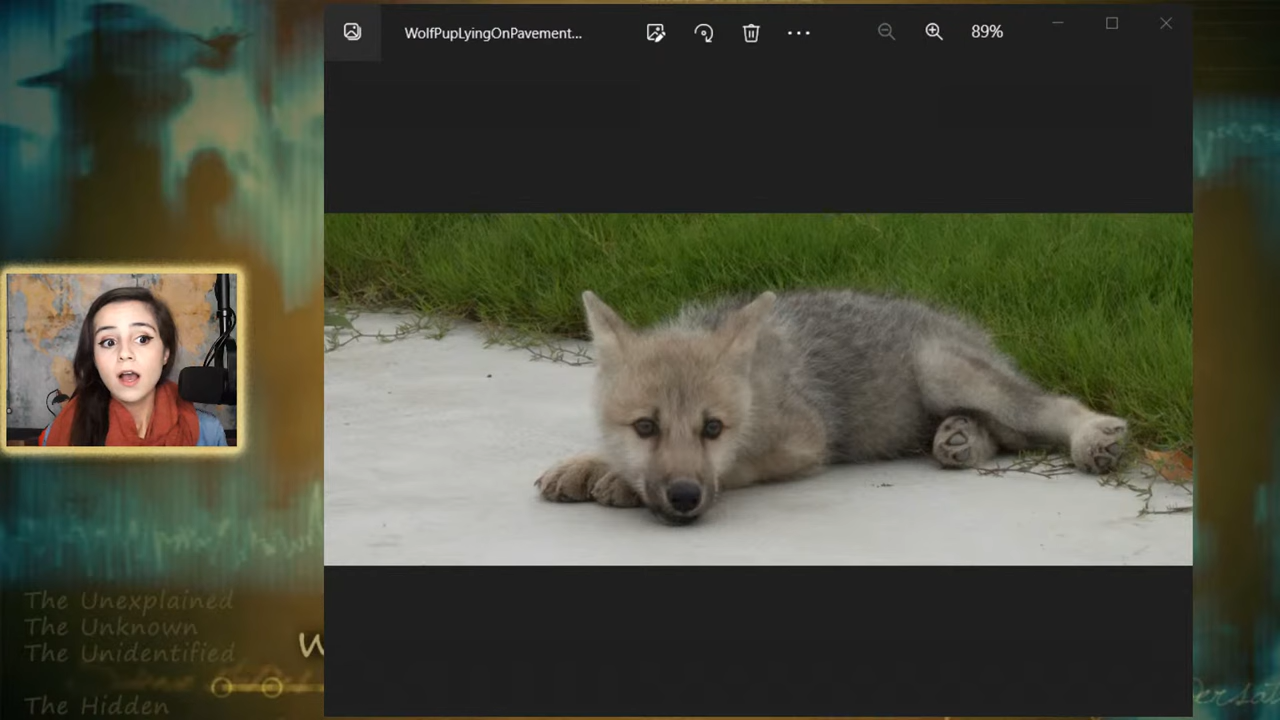 WolfPupLyingOnPavement...
89%
The Unexplained
The Unknown
The Unidentified
The Hidden